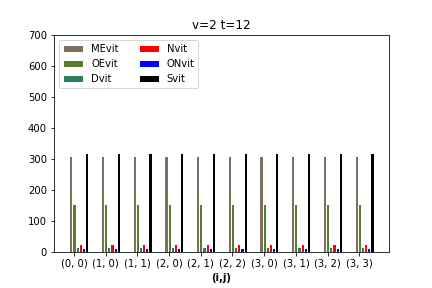 v=2 t=12
700
600
500
400
300
200
100
0
MEvit Nvit
OEvit ONvit
Dvit Svit
(0, 0) (1, 0) (1, 1) (2, 0) (2, 1) (2, 2) (3, 0) (3, 1) (3, 2) (3, 3)
(i,j)